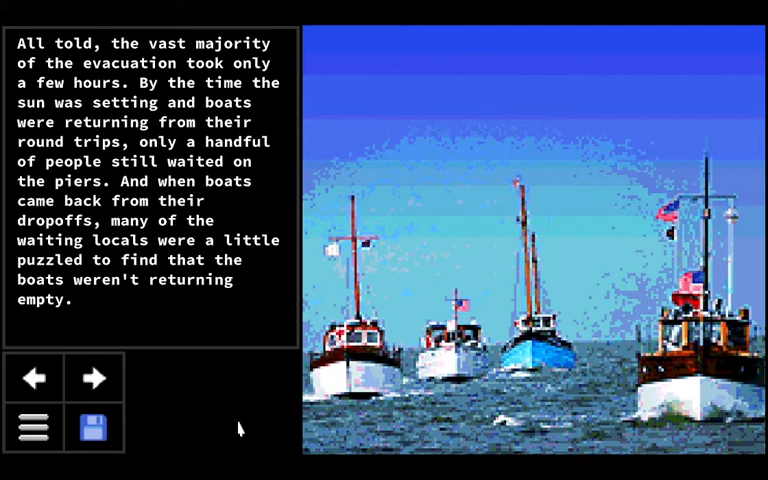 All told, the vast majority
of the evacuation took only
a few hours. By the time the
sun was setting and boats
were returning from their
round trips, only a handful
of people still waited on
the piers. And when boats
came back from their
dropoffs, many of the
waiting locals were a little
puzzled to find that the
boats weren't returning
empty.